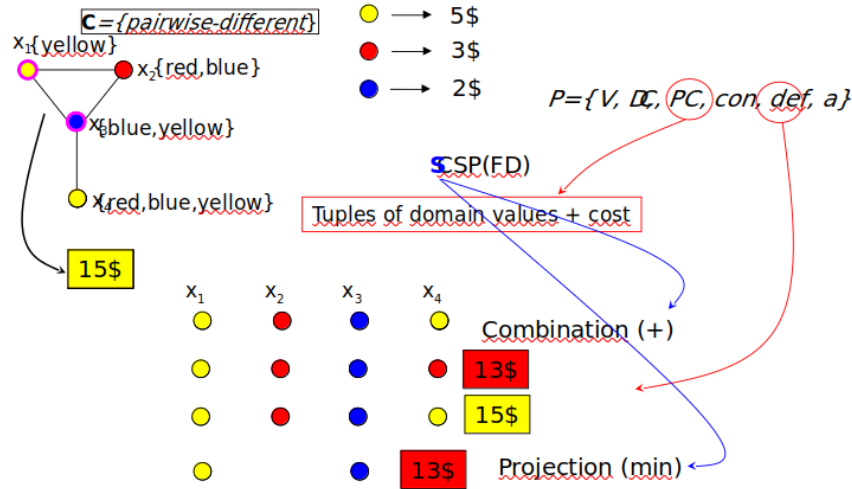 C={pairwise-different}
x1{yellow}
x2{red,blue}
x3{blue,yellow}
x4{red,blue,yellow}
15$
5$
3$
2$
P={ V, D, C, PC, con, def, a}
SCSP(FD)
Tuples of domain values + cost
x1 x2 x3 x4
Combination (+)
13$
15$
13$
Projection (min)